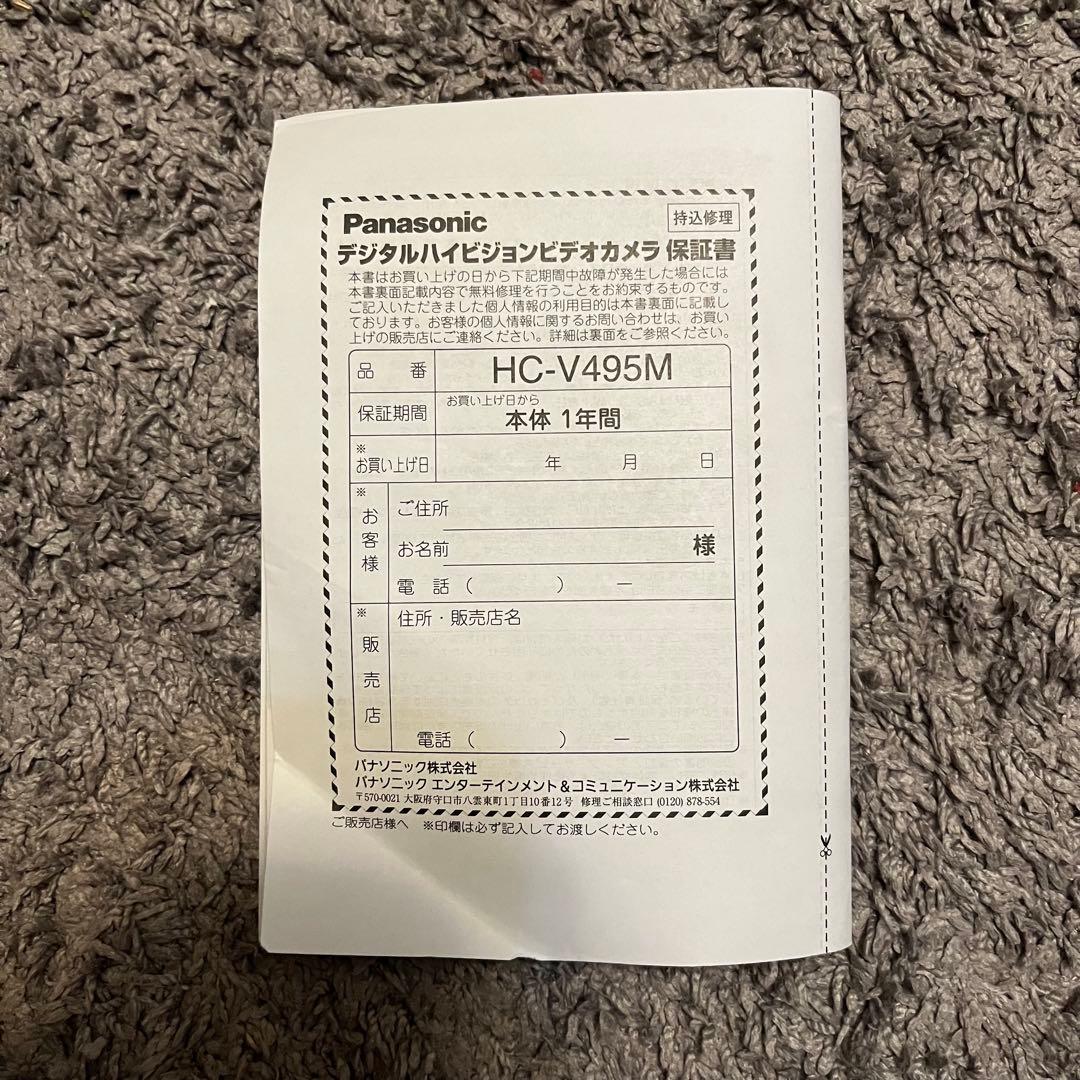 Panasonic
持込修理
デジタルハイビジョンビデオカメラ 保証書
本書はお買い上げの日から下記期間中故障が発生した場合には
本書裏面記載内容で無料修理を行うことをお約束するものです。
ご記入いただきました個人情報の利用目的は本書裏面に記載し
ております。お客様の個人情報に関するお問い合わせは、お買い
上げの販売店にご連絡ください。詳細は裏面をご参照ください。
品 番 HC-V495M
保証期間 お買い上げ日から
本体 1年間
※
お買い上げ日 年 月 日
※
お客様
ご住所
お名前 様
電話 ( ) ー
※
販売店
住所・販売店名
電話 ( ) ー
パナソニック株式会社
パナソニック エンターテインメント&コミュニケーション株式会社
〒570-0021 大阪府守口市八雲東町1丁目10番12号 修理ご相談窓口 (0120) 878-554
ご販売店様へ ※印欄は必ず記入してお渡しください。